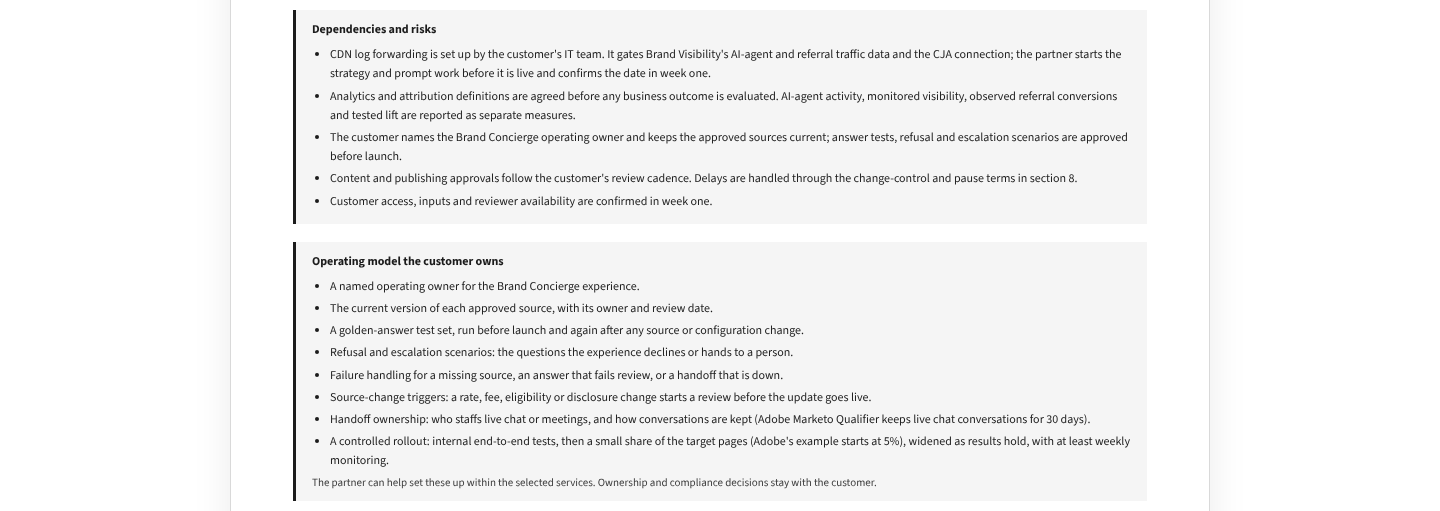 Dependencies and risks
• CDN log forwarding is set up by the customer's IT team. It gates Brand Visibility's AI-agent and referral traffic data and the CJA connection; the partner starts the
strategy and prompt work before it is live and confirms the date in week one.
• Analytics and attribution definitions are agreed before any business outcome is evaluated. AI-agent activity, monitored visibility, observed referral conversions
and tested lift are reported as separate measures.
• The customer names the Brand Concierge operating owner and keeps the approved sources current; answer tests, refusal and escalation scenarios are approved
before launch.
• Content and publishing approvals follow the customer's review cadence. Delays are handled through the change-control and pause terms in section 8.
• Customer access, inputs and reviewer availability are confirmed in week one.
Operating model the customer owns
• A named operating owner for the Brand Concierge experience.
• The current version of each approved source, with its owner and review date.
• A golden-answer test set, run before launch and again after any source or configuration change.
• Refusal and escalation scenarios: the questions the experience declines or hands to a person.
• Failure handling for a missing source, an answer that fails review, or a handoff that is down.
• Source-change triggers: a rate, fee, eligibility or disclosure change starts a review before the update goes live.
• Handoff ownership: who staffs live chat or meetings, and how conversations are kept (Adobe Marketo Qualifier keeps live chat conversations for 30 days).
• A controlled rollout: internal end-to-end tests, then a small share of the target pages (Adobe's example starts at 5%), widened as results hold, with at least weekly
monitoring.
The partner can help set these up within the selected services. Ownership and compliance decisions stay with the customer.